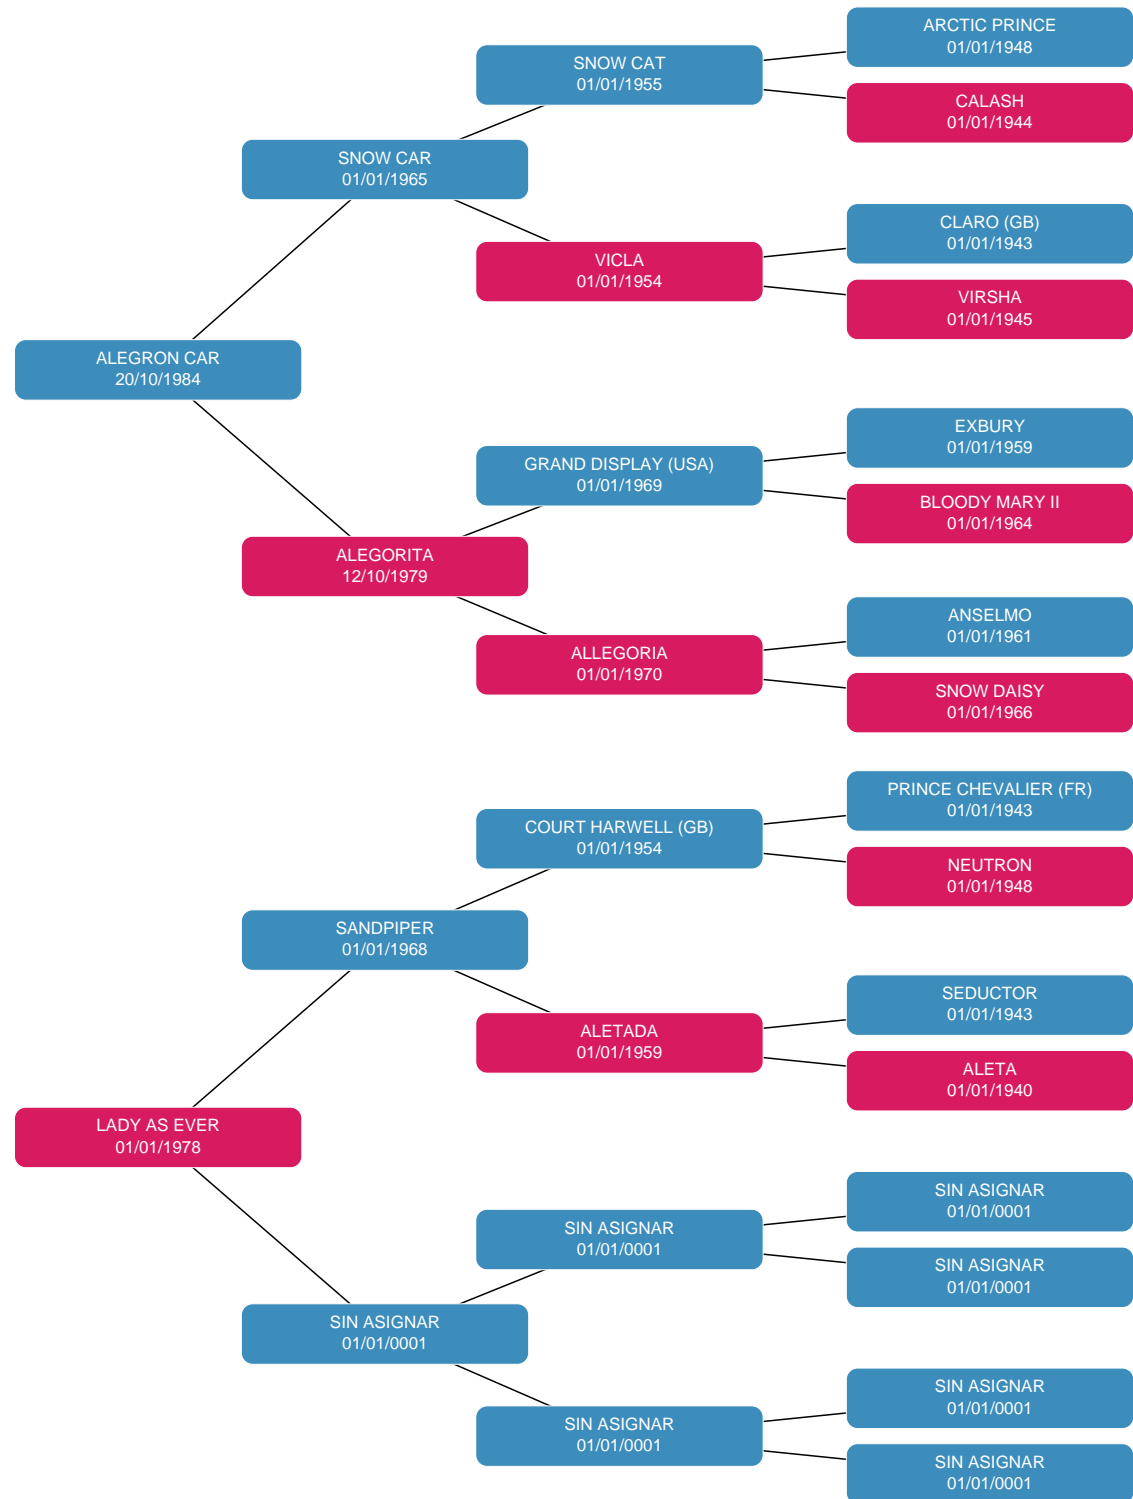 ARCTIC PRINCE
01/01/1948
SNOW CAT
01/01/1955
CALASH
01/01/1944
SNOW CAR
01/01/1965
CLARO (GB)
01/01/1943
VICLA
01/01/1954
VIRSHA
01/01/1945
ALEGRON CAR
20/10/1984
EXBURY
01/01/1959
GRAND DISPLAY (USA)
01/01/1969
BLOODY MARY II
01/01/1964
ALEGORITA
12/10/1979
ANSELMO
01/01/1961
ALLEGORIA
01/01/1970
SNOW DAISY
01/01/1966
PRINCE CHEVALIER (FR)
01/01/1943
COURT HARWELL (GB)
01/01/1954
NEUTRON
01/01/1948
SANDPIPER
01/01/1968
SEDUCTOR
01/01/1943
ALETADA
01/01/1959
ALETA
01/01/1940
LADY AS EVER
01/01/1978
SIN ASIGNAR
01/01/0001
SIN ASIGNAR
01/01/0001
SIN ASIGNAR
01/01/0001
SIN ASIGNAR
01/01/0001
SIN ASIGNAR
01/01/0001
SIN ASIGNAR
01/01/0001
SIN ASIGNAR
01/01/0001